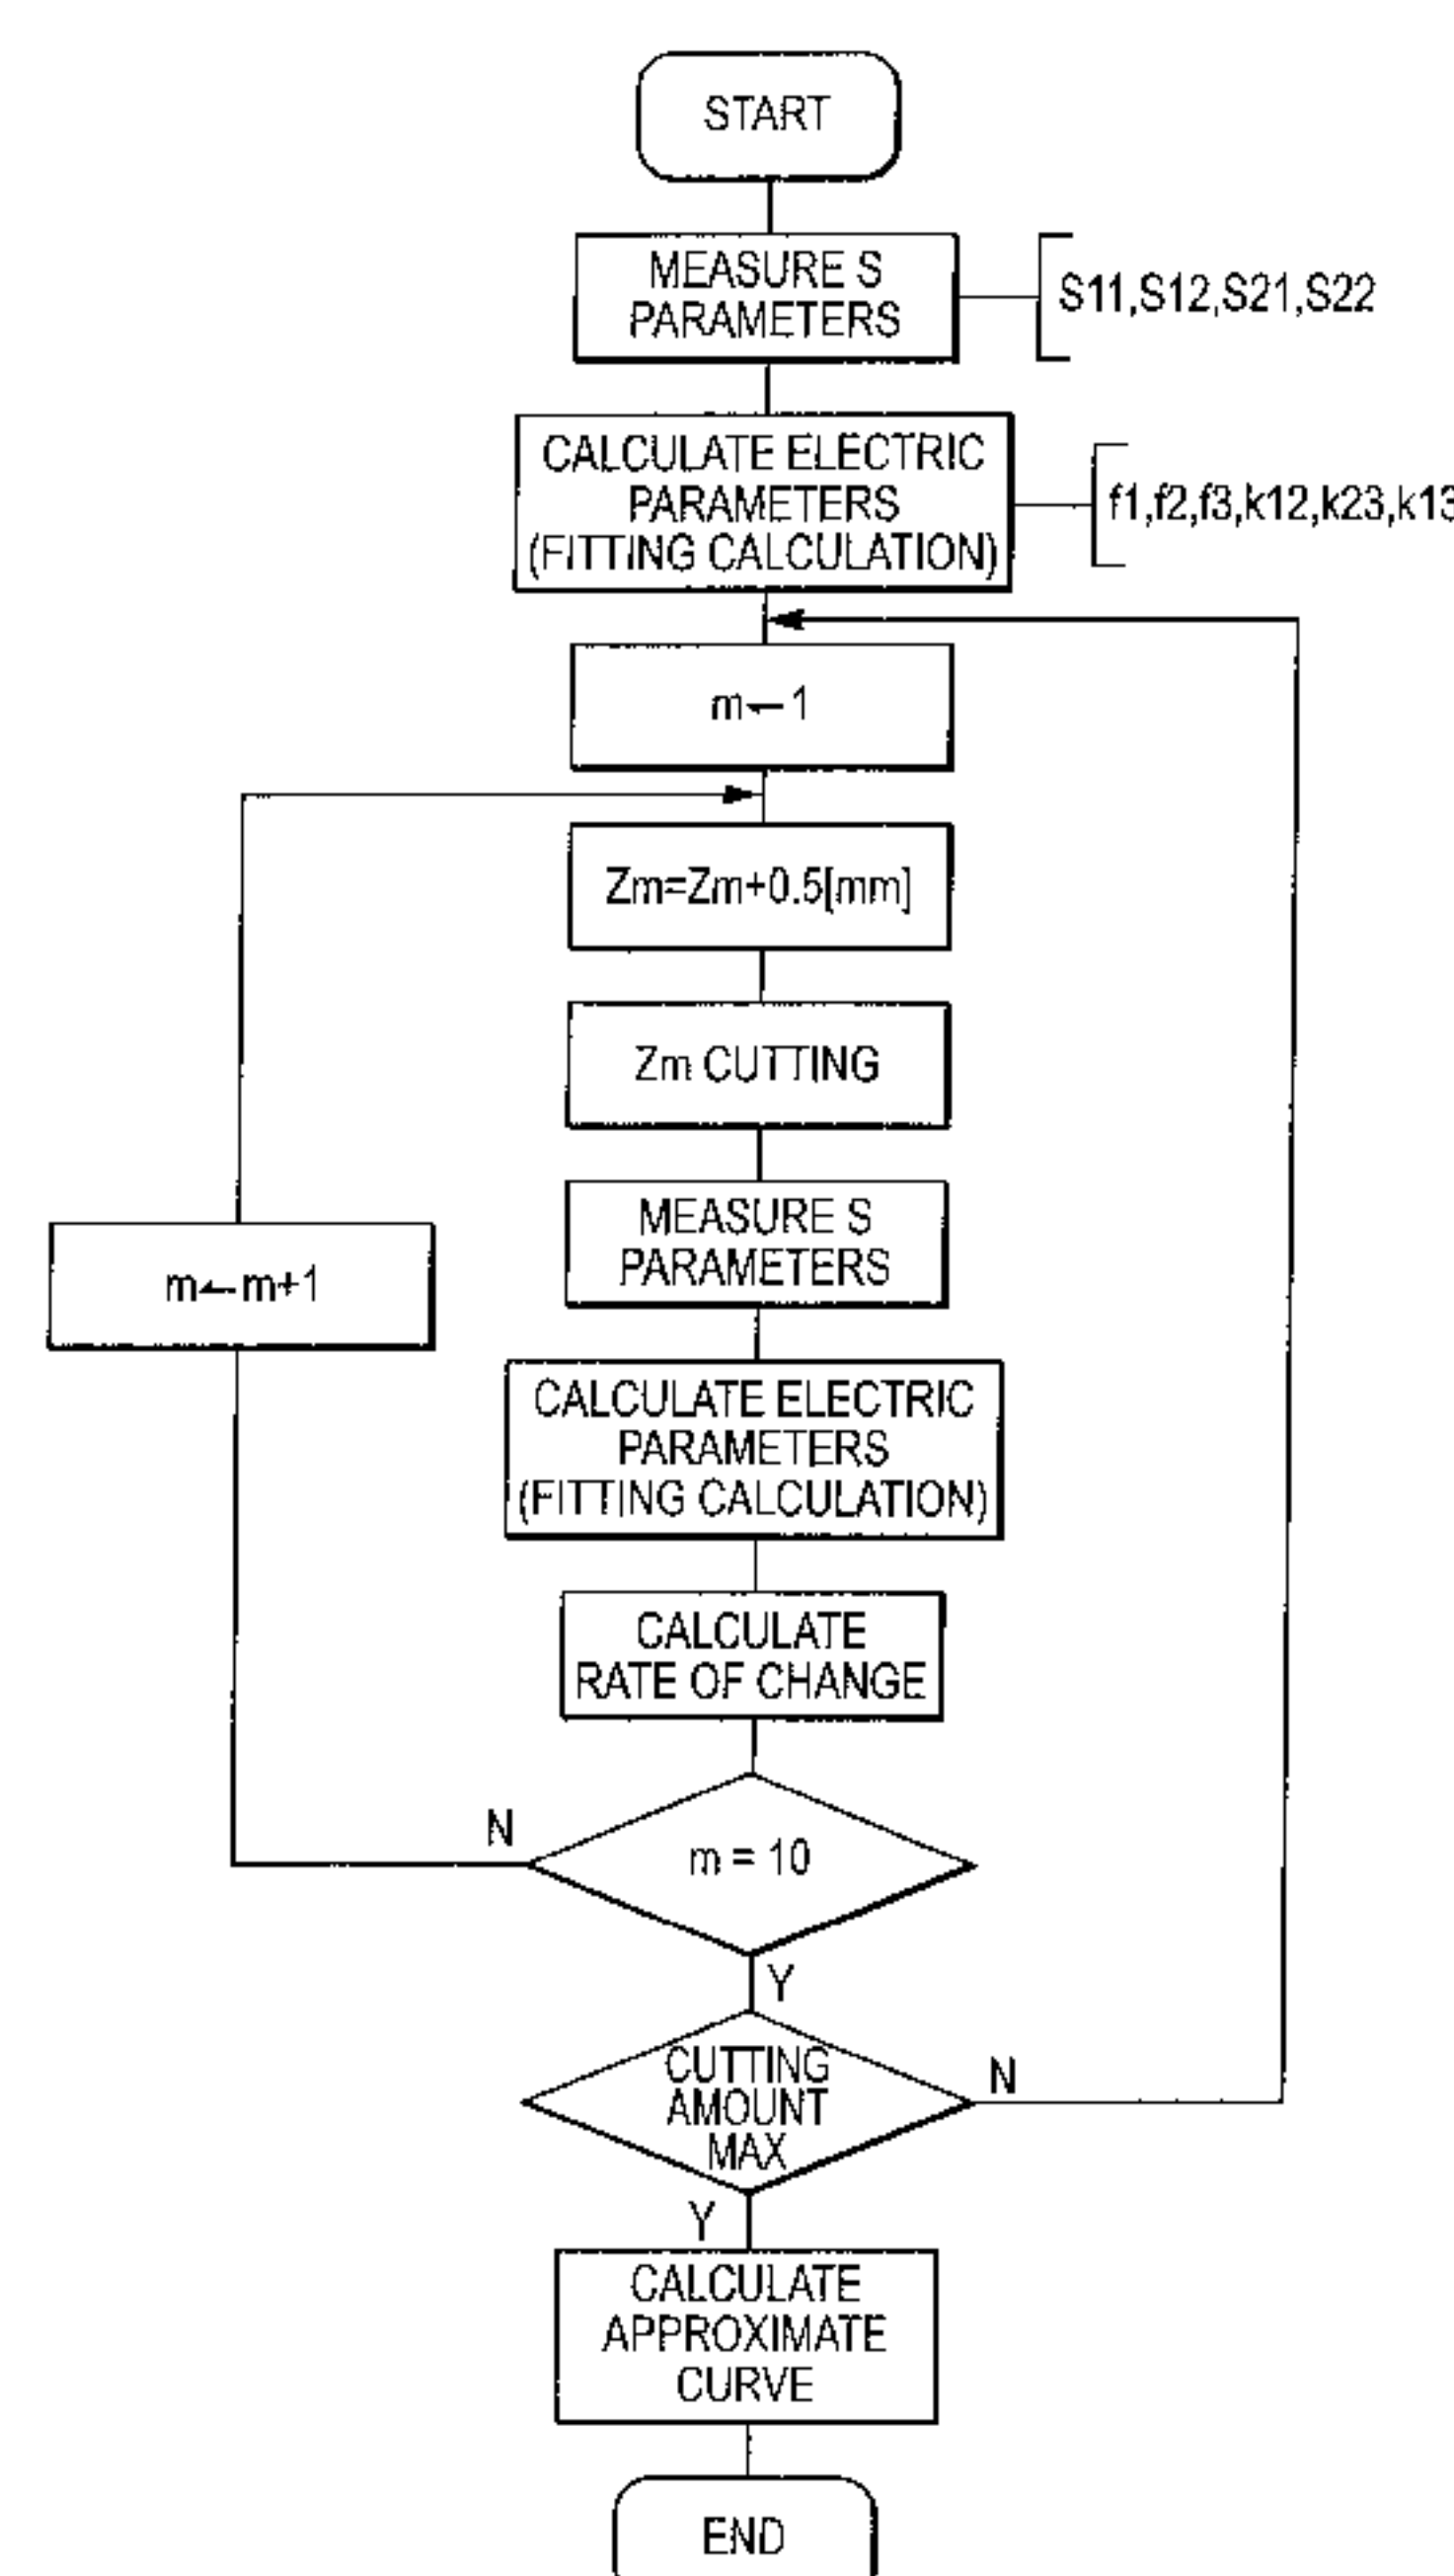 START
MEASURE S
PARAMETERS
S11,S12,S21,S22
CALCULATE ELECTRIC
PARAMETERS
(FITTING CALCULATION)
f1,f2,f3,k12,k23,k13
m←1
Zm=Zm+0.5[mm]
Zm CUTTING
MEASURE S
PARAMETERS
m←m+1
CALCULATE ELECTRIC
PARAMETERS
(FITTING CALCULATION)
CALCULATE
RATE OF CHANGE
N
m = 10
Y
CUTTING
AMOUNT
MAX
N
Y
CALCULATE
APPROXIMATE
CURVE
END